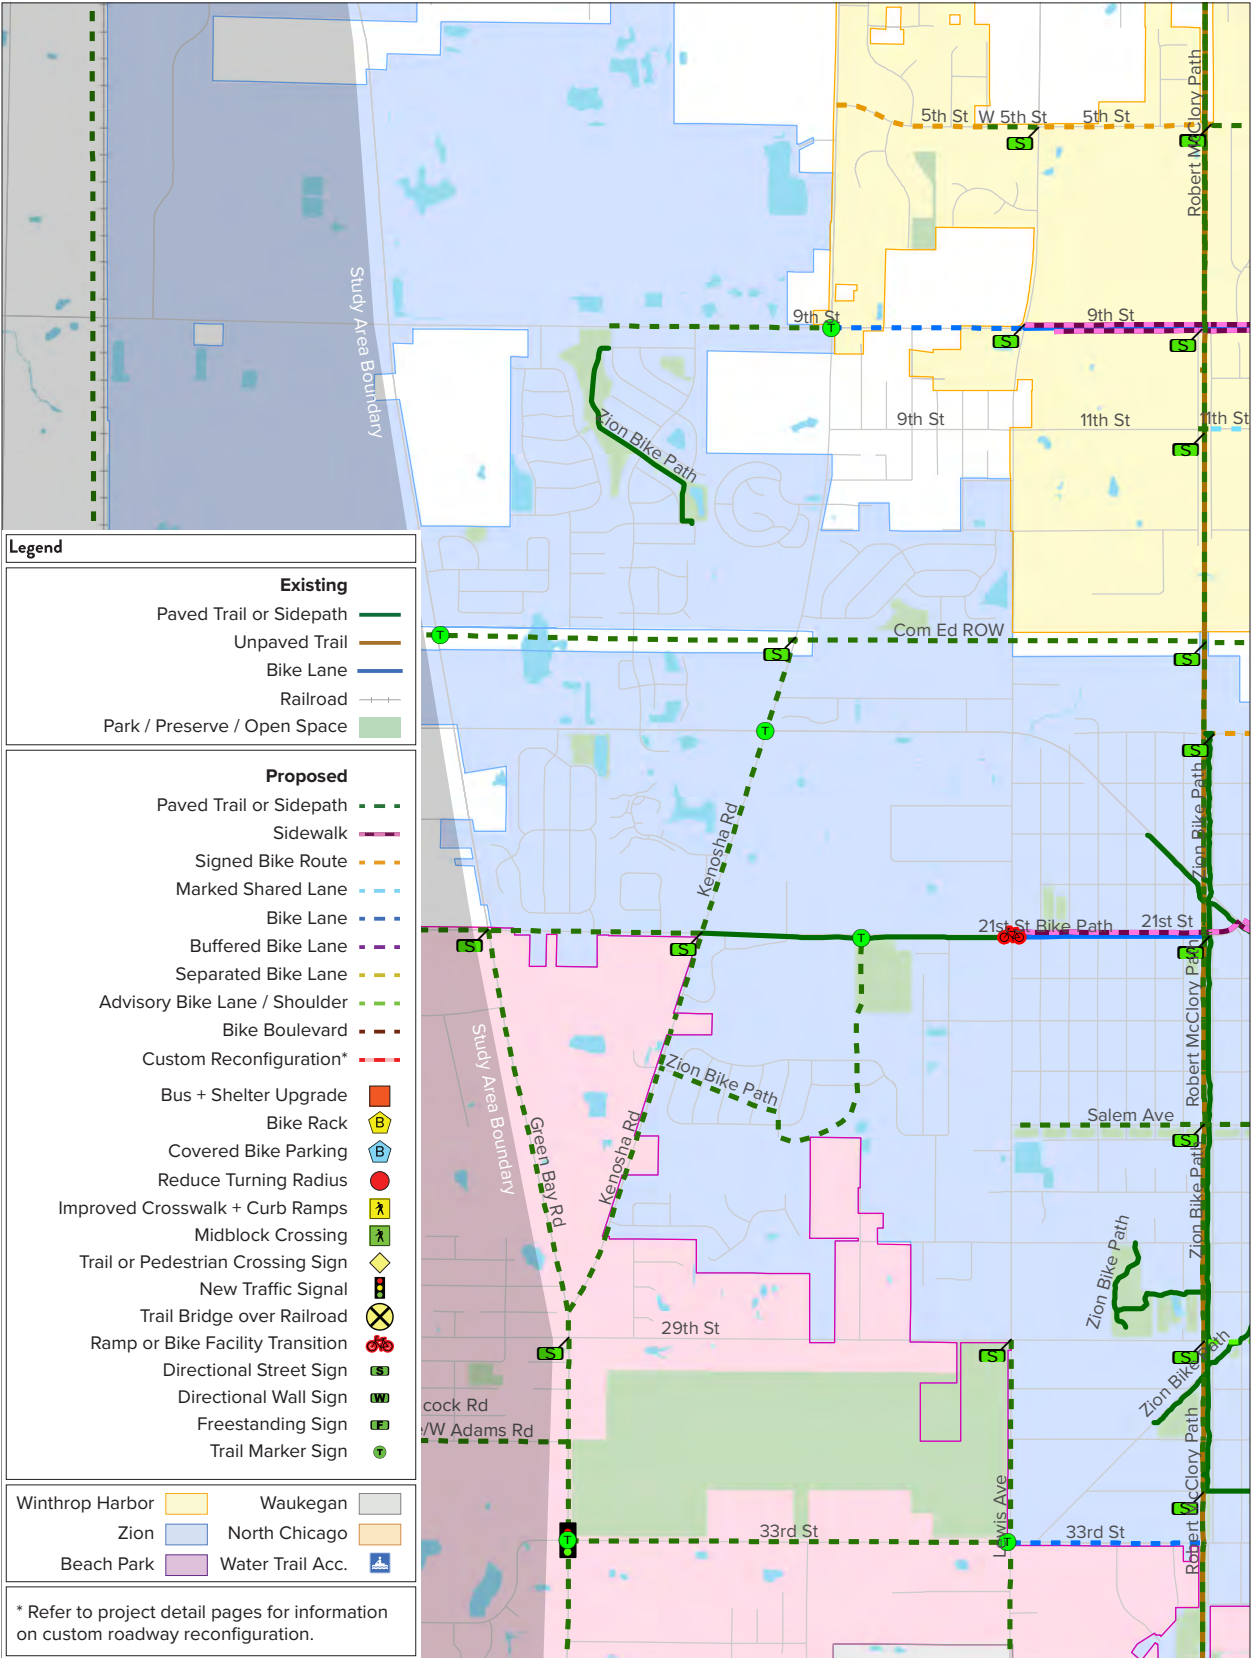 5th St
W 5th St
5th St
S
S
Robert McClory Path
Study Area Boundary
9th St
T
9th St
S
S
Zion Bike Path
9th St
11th St
11th St
S
Legend
Existing
Paved Trail or Sidepath
Unpaved Trail
Bike Lane
Railroad
Park / Preserve / Open Space
Proposed
Paved Trail or Sidepath
Sidewalk
Signed Bike Route
Marked Shared Lane
Bike Lane
Buffered Bike Lane
Separated Bike Lane
Advisory Bike Lane / Shoulder
Bike Boulevard
Custom Reconfiguration*
Bus + Shelter Upgrade
Bike Rack B
Covered Bike Parking B
Reduce Turning Radius
Improved Crosswalk + Curb Ramps
Midblock Crossing
Trail or Pedestrian Crossing Sign
New Traffic Signal
Trail Bridge over Railroad
Ramp or Bike Facility Transition
Directional Street Sign S
Directional Wall Sign W
Freestanding Sign F
Trail Marker Sign T
Winthrop Harbor Waukegan
Zion North Chicago
Beach Park Water Trail Acc.
* Refer to project detail pages for information
on custom roadway reconfiguration.
T
Com Ed ROW
S
S
T
S
Kenosha Rd
Zion Bike Path
21st St Bike Path
21st St
S
S
T
S
Study Area Boundary
Green Bay Rd
Kenosha Rd
Zion Bike Path
Robert McClory Path
Salem Ave
S
Zion Bike Path
Zion Bike Path
29th St
S
S
S
Zion Bike Path
cock Rd
/W Adams Rd
Lewis Ave
Robert McClory Path
S
T
33rd St
T
33rd St